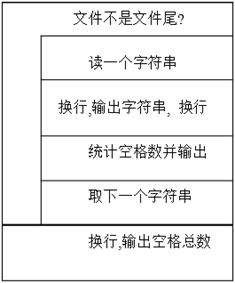 文件不是文件尾?
读一个字符串
换行,输出字符串, 换行
统计空格数并输出
取下一个字符串
换行,输出空格总数